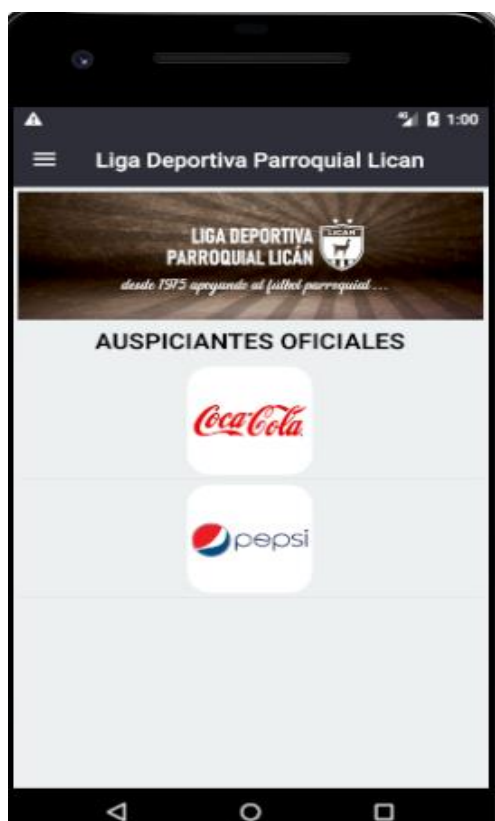 4G 1:00
Liga Deportiva Parroquial Lican
LIGA DEPORTIVA
PARROQUIAL LICÁN
LICAN
desde 1975 apoyando al fútbol parroquial ...
AUSPICIANTES OFICIALES
Coca-Cola
pepsi